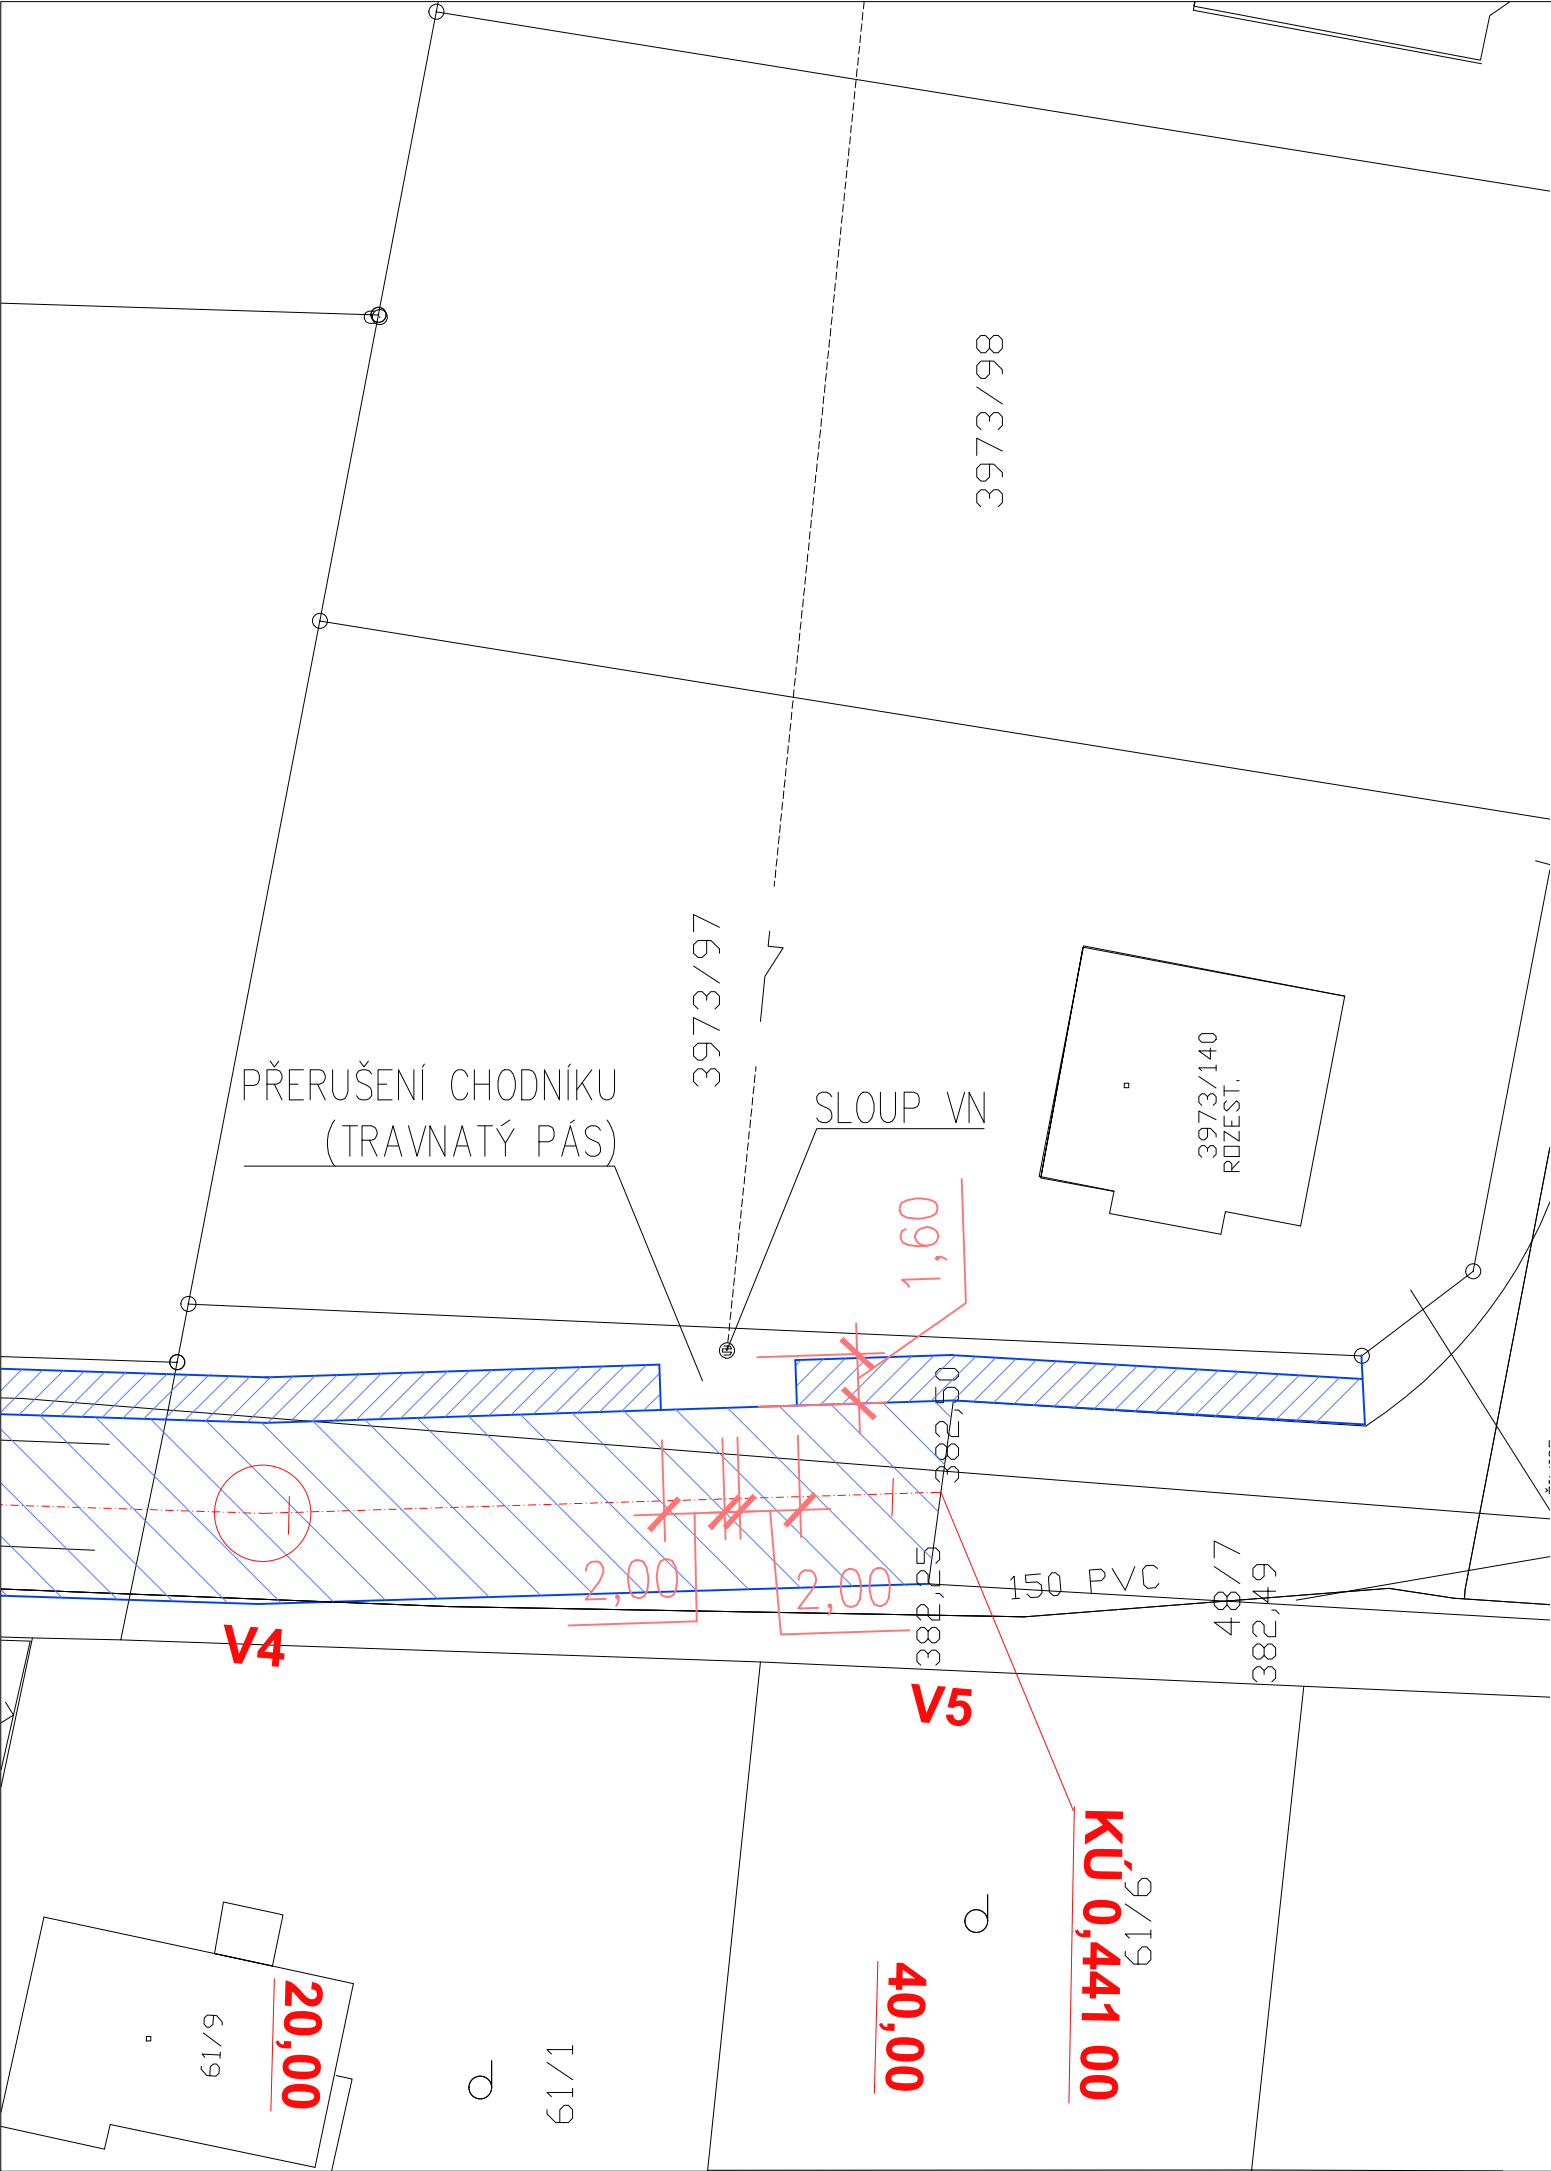 3973/98
3973/97
PŘERUŠENÍ CHODNÍKU
(TRAVNATÝ PÁS)
SLOUP VN
3973/140
ROZEST.
1,60
382,50
2,00
2,00
382,25
150 PVC
48/7
382,49
V4
V5
KÚ 0,441 00
61/6
40,00
20,00
61/9
61/1